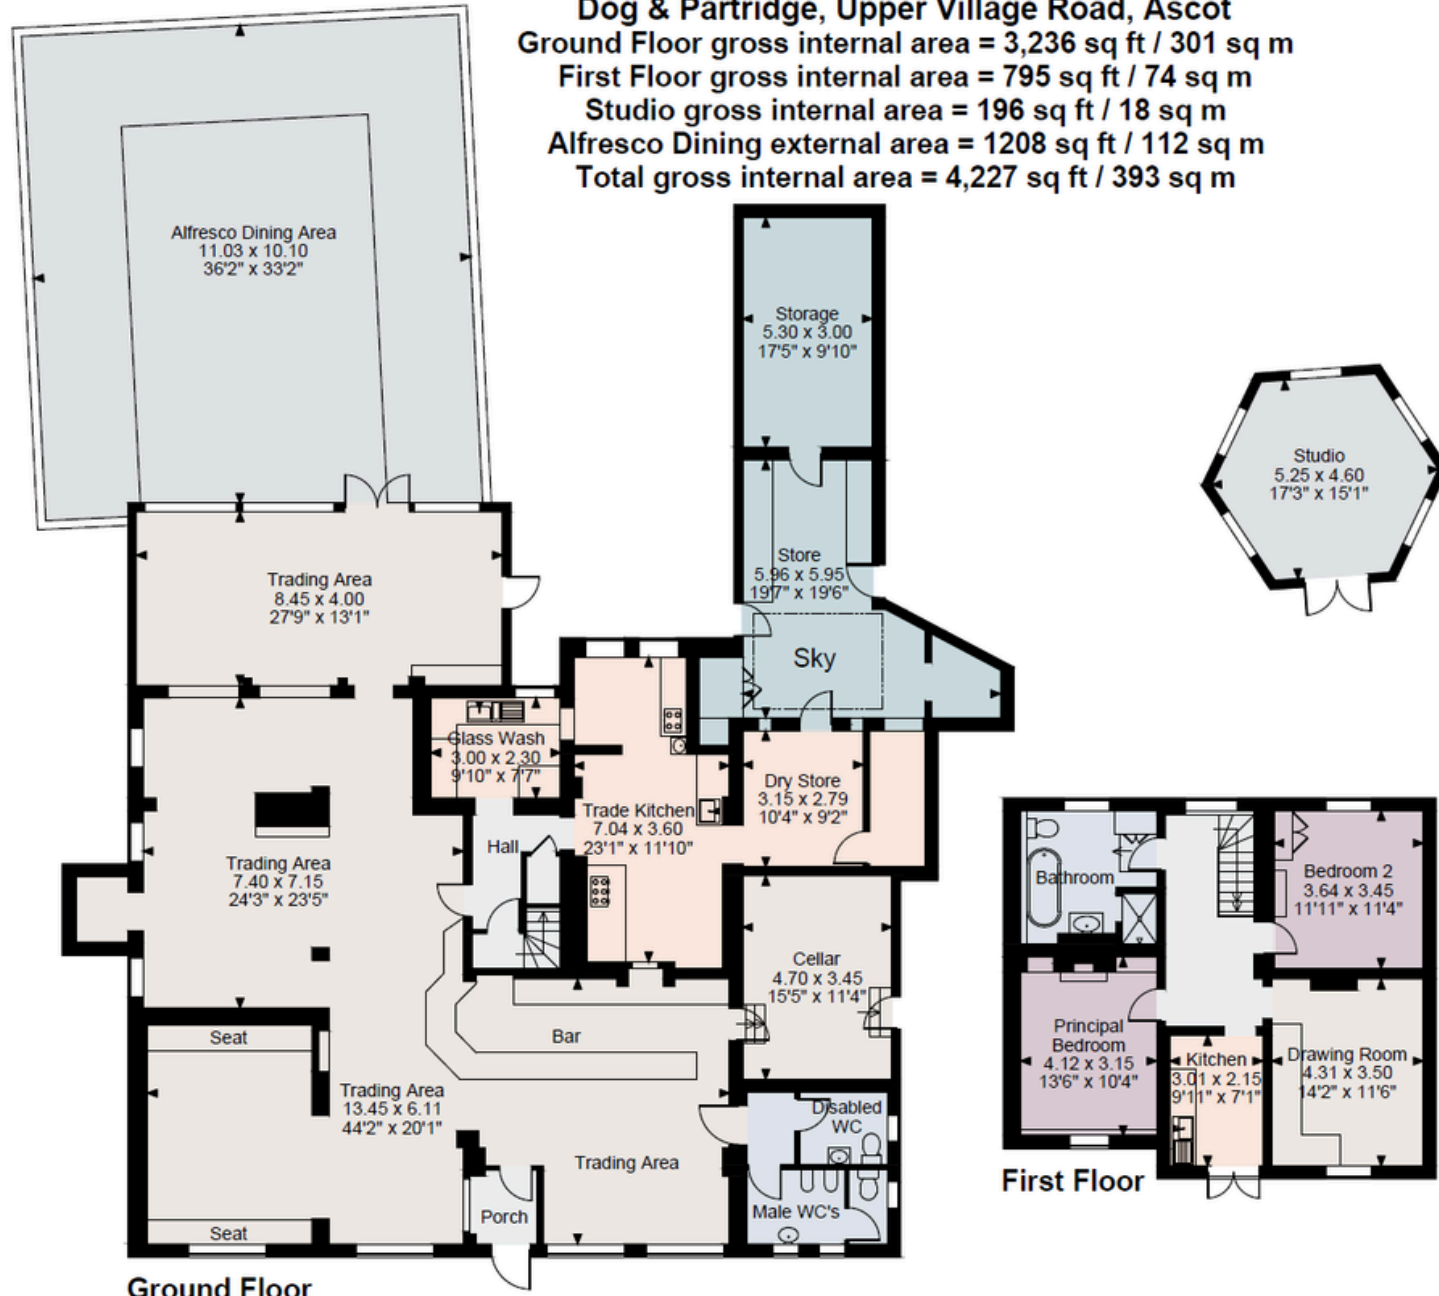 Dog & Partridge, Upper Village Road, Ascot
Ground Floor gross internal area = 3,236 sq ft / 301 sq m
First Floor gross internal area = 795 sq ft / 74 sq m
Studio gross internal area = 196 sq ft / 18 sq m
Alfresco Dining external area = 1208 sq ft / 112 sq m
Total gross internal area = 4,227 sq ft / 393 sq m
Alfresco Dining Area
11.03 x 10.10
36'2" x 33'2"
Storage
5.30 x 3.00
17'5" x 9'10"
Studio
5.25 x 4.60
17'3" x 15'1"
Store
5.96 x 5.95
19'7" x 19'6"
Sky
Trading Area
8.45 x 4.00
27'9" x 13'1"
Glass Wash
3.00 x 2.30
9'10" x 7'7"
Trade Kitchen
7.04 x 3.60
23'1" x 11'10"
Dry Store
3.15 x 2.79
10'4" x 9'2"
Hall
Trading Area
7.40 x 7.15
24'3" x 23'5"
Cellar
4.70 x 3.45
15'5" x 11'4"
Bar
Seat
Trading Area
13.45 x 6.11
44'2" x 20'1"
Trading Area
Disabled
WC
Male WC's
Porch
Seat
Ground Floor
Bathroom
Bedroom 2
3.64 x 3.45
11'11" x 11'4"
Principal
Bedroom
4.12 x 3.15
13'6" x 10'4"
Kitchen
3.01 x 2.15
9'11" x 7'1"
Drawing Room
4.31 x 3.50
14'2" x 11'6"
First Floor